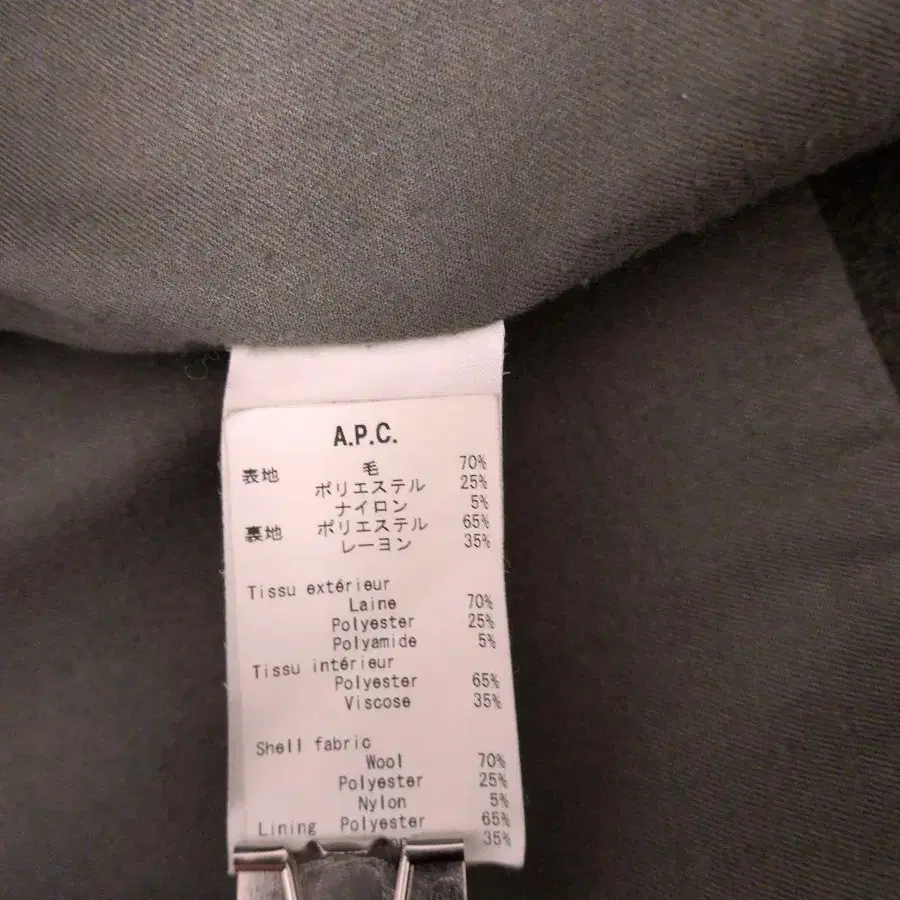 A.P.C.
表地 毛 70%
ポリエステル 25%
ナイロン 5%
裏地 ポリエステル 65%
レーヨン 35%
Tissu extérieur
Laine 70%
Polyester 25%
Polyamide 5%
Tissu intérieur
Polyester 65%
Viscose 35%
Shell fabric
Wool 70%
Polyester 25%
Nylon 5%
Lining Polyester 65%
35%